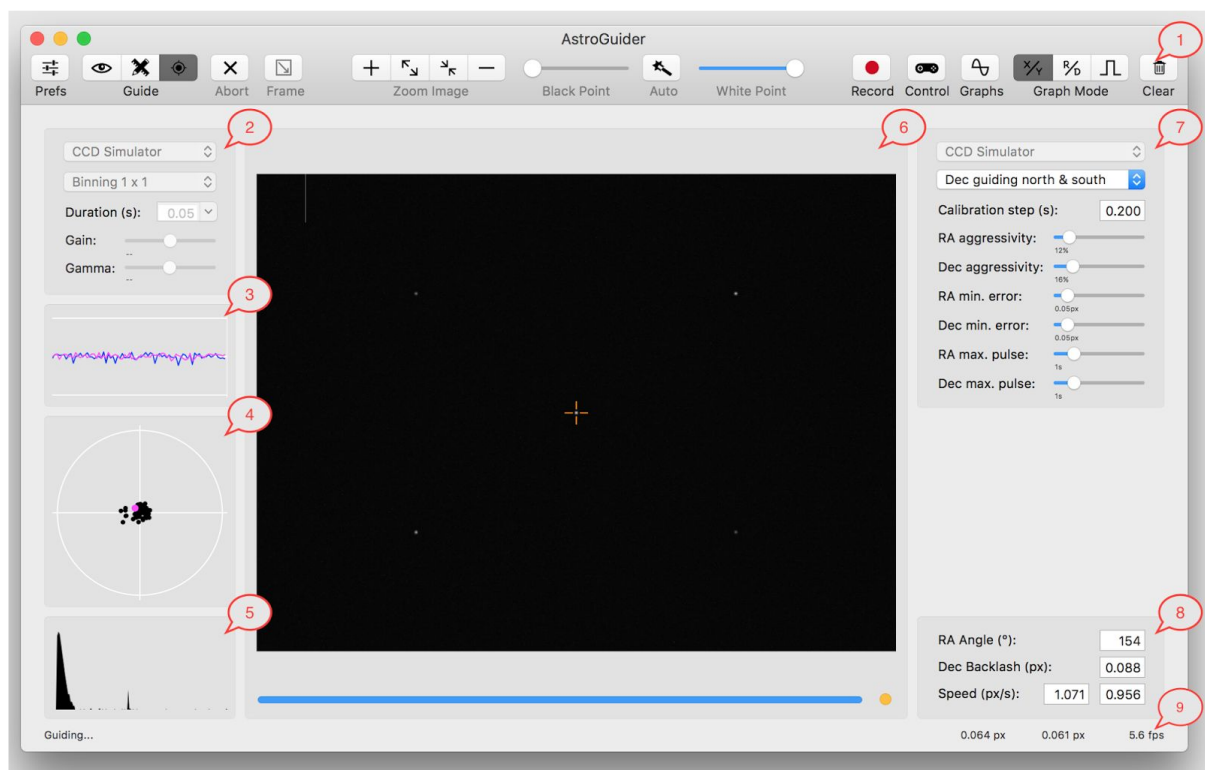 AstroGuider
1
Prefs Guide Abort Frame Zoom Image Black Point Auto White Point Record Control Graphs Graph Mode Clear
X/Y R/D
2
CCD Simulator
Binning 1 x 1
Duration (s): 0.05
Gain:
--
Gamma:
--
3
4
5
6
7
CCD Simulator
Dec guiding north & south
Calibration step (s): 0.200
RA aggressivity:
12%
Dec aggressivity:
16%
RA min. error:
0.05px
Dec min. error:
0.05px
RA max. pulse:
1s
Dec max. pulse:
1s
8
RA Angle (°): 154
Dec Backlash (px): 0.088
Speed (px/s): 1.071 0.956
9
Guiding... 0.064 px 0.061 px 5.6 fps